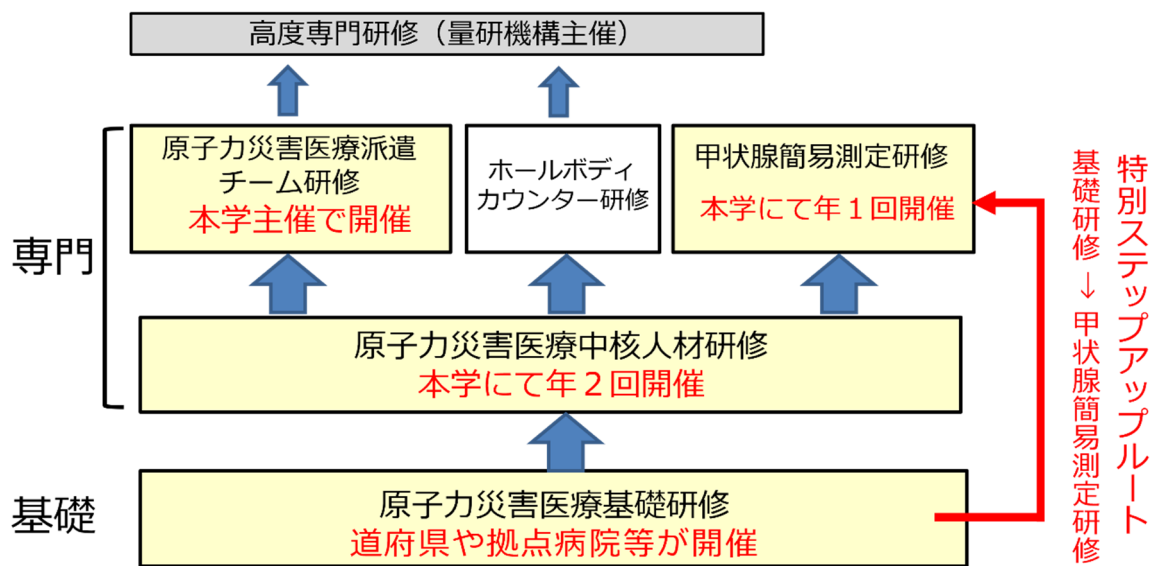 高度専門研修（量研機構主催）
専門
原子力災害医療派遣
チーム研修
本学主催で開催
ホールボディ
カウンター研修
甲状腺簡易測定研修
本学にて年１回開催
原子力災害医療中核人材研修
本学にて年２回開催
基礎
原子力災害医療基礎研修
道府県や拠点病院等が開催
特別ステップアップルート
基礎研修 → 甲状腺簡易測定研修